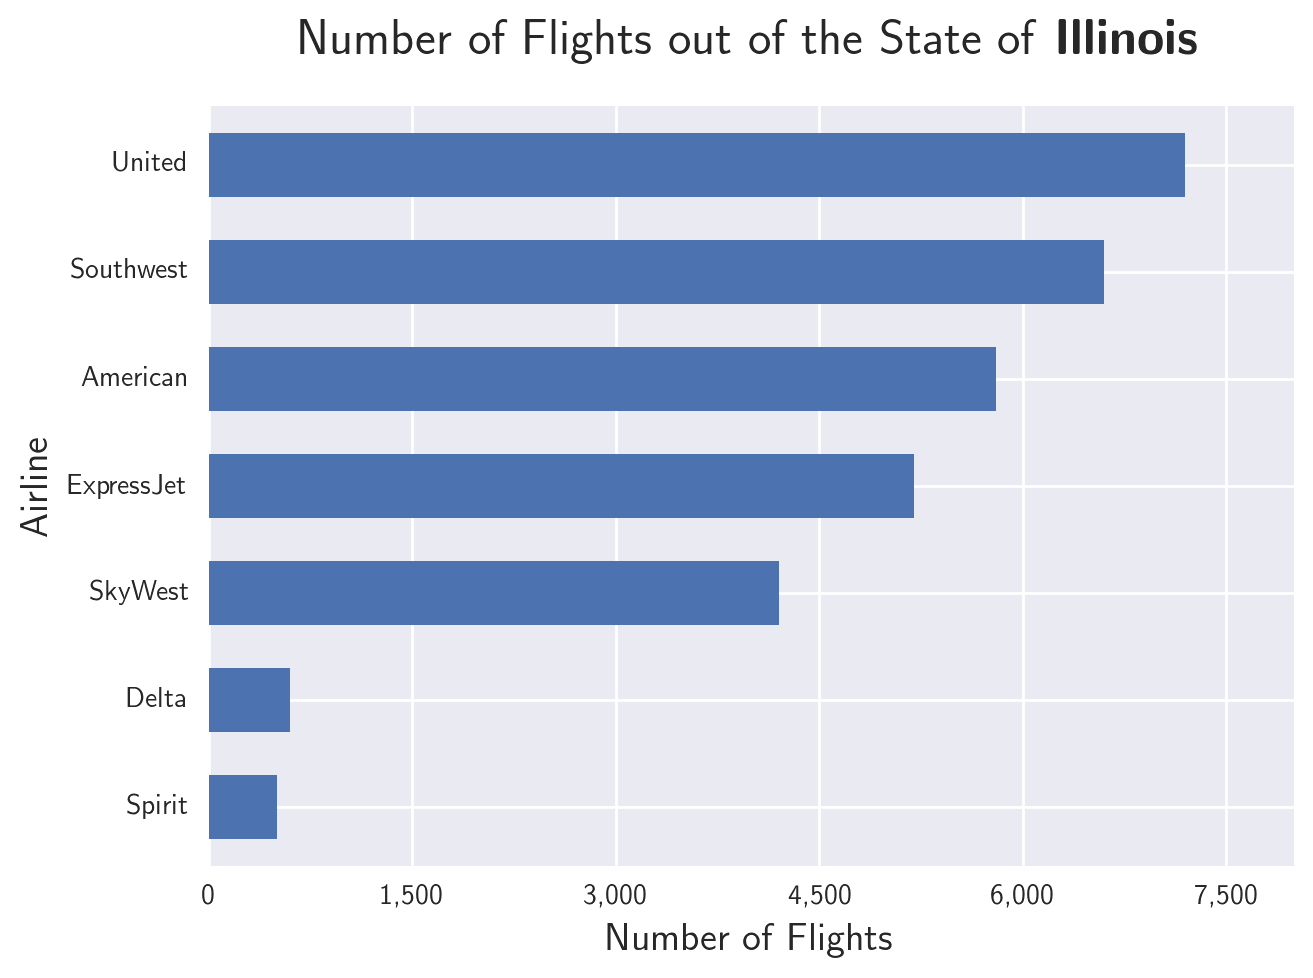 Number of Flights out of the State of Illinois
United
Southwest
American
ExpressJet
SkyWest
Delta
Spirit
Airline
0 1,500 3,000 4,500 6,000 7,500
Number of Flights